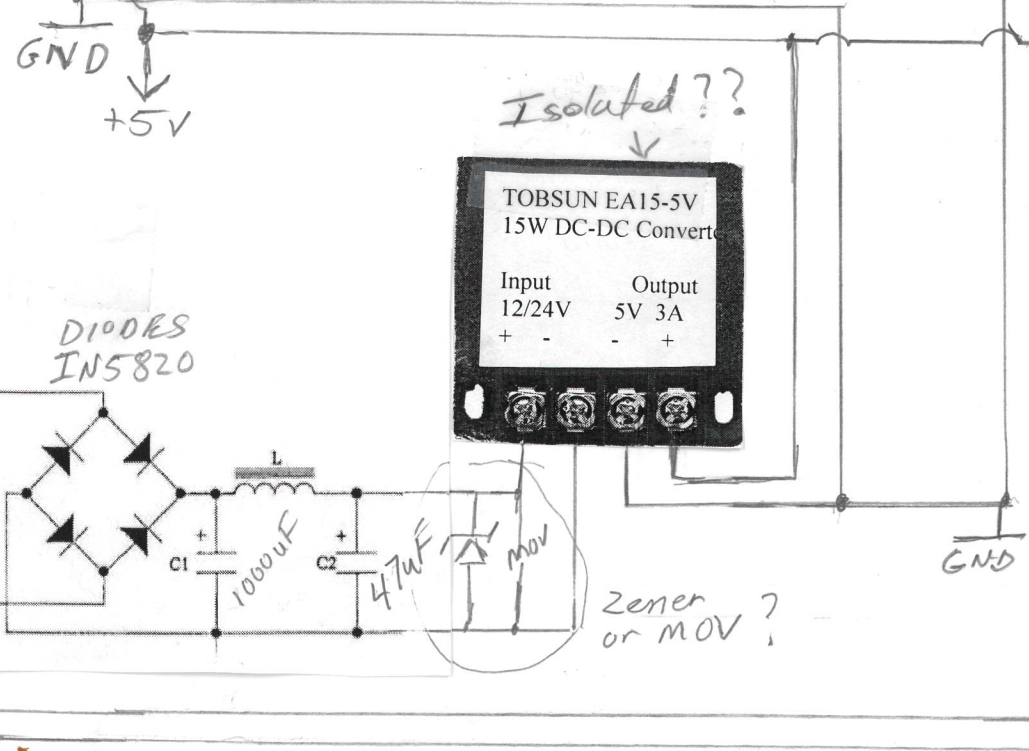 GND
+5V
Isolated??
TOBSUN EA15-5V
15W DC-DC Converte
Input Output
12/24V 5V 3A
+ - - +
DIODES
IN5820
L
+ +
C1 1000uF C2 47uF MOV
Zener
or MOV ?
GND